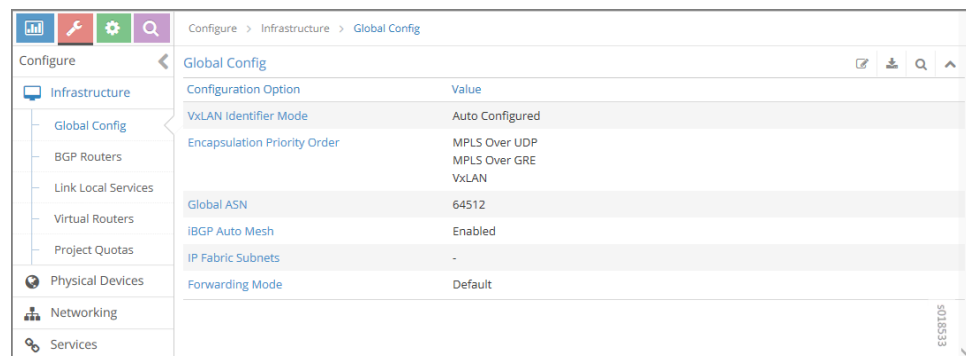 Configure > Infrastructure > Global Config
Configure
Global Config
Infrastructure
Configuration Option Value
Global Config
VxLAN Identifier Mode Auto Configured
BGP Routers
Encapsulation Priority Order MPLS Over UDP
MPLS Over GRE
VxLAN
Link Local Services
Global ASN 64512
Virtual Routers
iBGP Auto Mesh Enabled
Project Quotas
IP Fabric Subnets -
Physical Devices
Forwarding Mode Default
Networking
Services
s018533